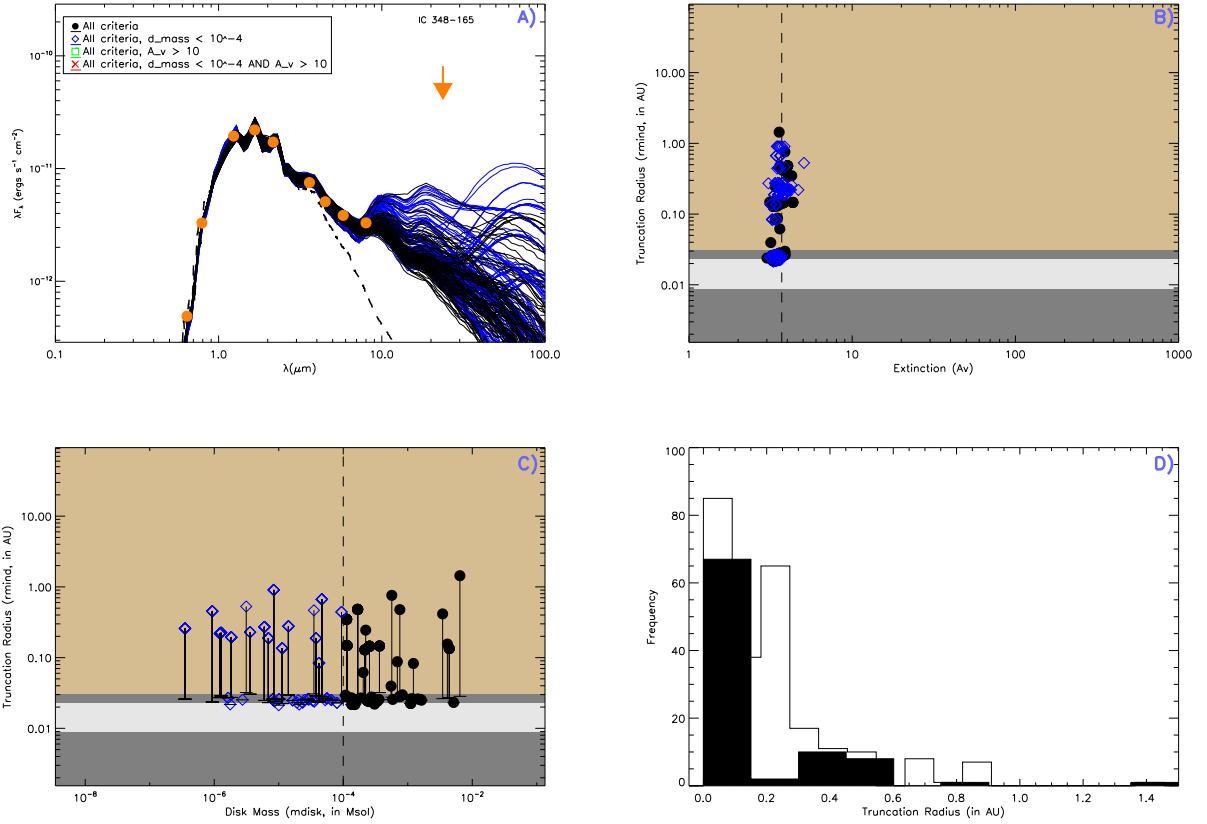 All criteria
All criteria, d_mass < 10^-4
All criteria, A_v > 10
All criteria, d_mass < 10^-4 AND A_v > 10
IC 348-165
A)
10⁻¹⁰
10⁻¹¹
10⁻¹²
λFλ (ergs s⁻¹ cm⁻²)
0.1 1.0 10.0 100.0
λ(μm)
B)
10.00
1.00
0.10
0.01
Truncation Radius (rmind, in AU)
1 10 100 1000
Extinction (Av)
C)
10.00
1.00
0.10
0.01
Truncation Radius (rmind, in AU)
10⁻⁸ 10⁻⁶ 10⁻⁴ 10⁻²
Disk Mass (mdisk, in Msol)
D)
100
80
60
40
20
0
Frequency
0.0 0.2 0.4 0.6 0.8 1.0 1.2 1.4
Truncation Radius (in AU)